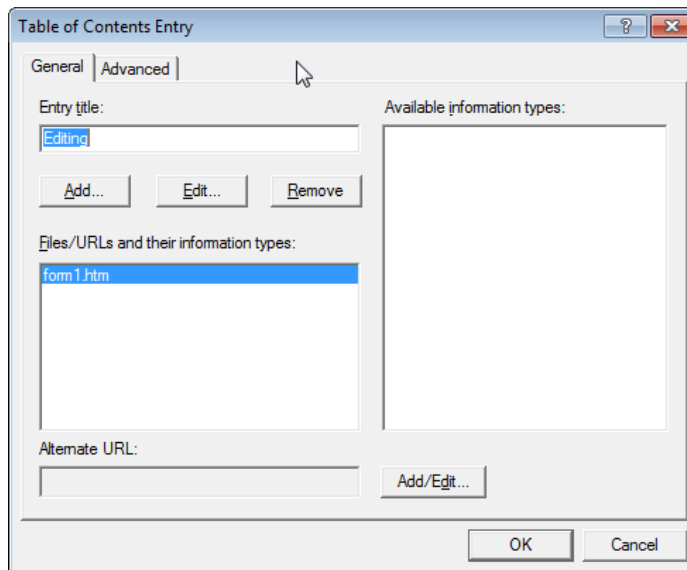 Table of Contents Entry
General Advanced
Entry title:
Available information types:
Editing
Add... Edit... Remove
Files/URLs and their information types:
form1.htm
Alternate URL:
Add/Edit...
OK Cancel